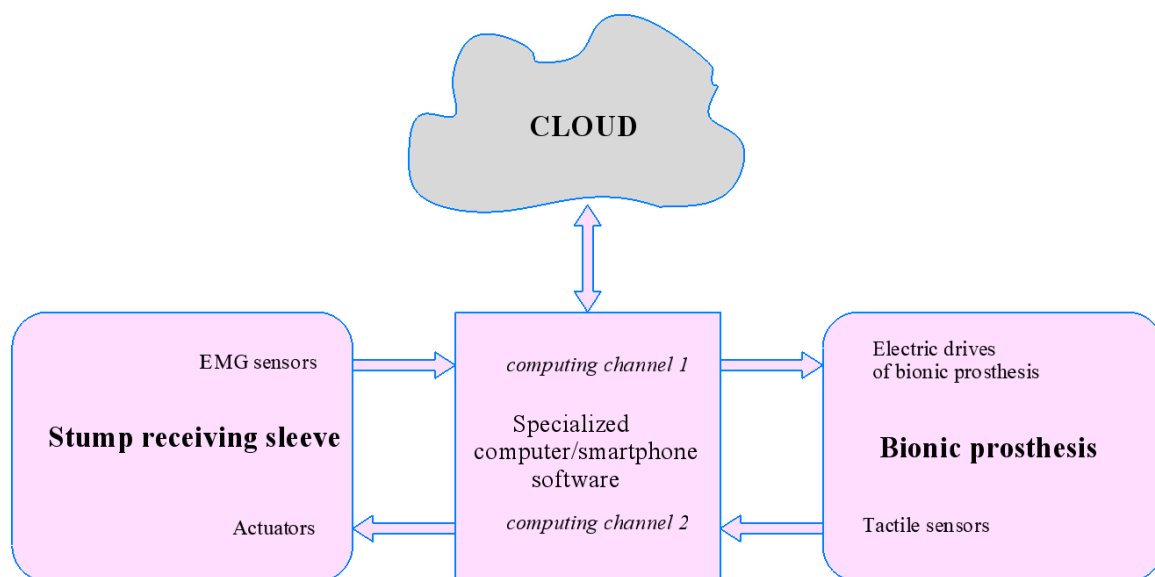 CLOUD
EMG sensors
Stump receiving sleeve
Actuators
computing channel 1
Specialized
computer/smartphone
software
computing channel 2
Electric drives
of bionic prosthesis
Bionic prosthesis
Tactile sensors